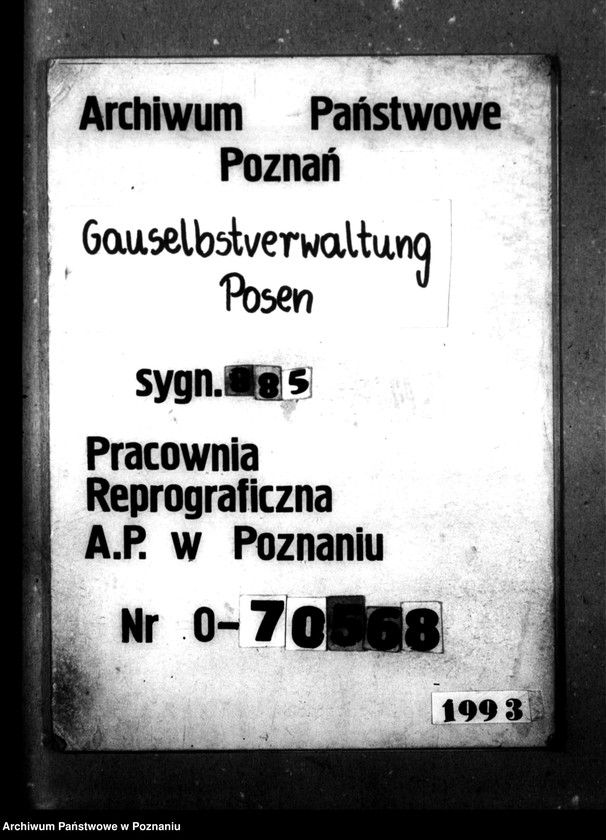 Archiwum Państwowe
Poznań
Gauselbstverwaltung
Posen
sygn. 885
Pracownia
Reprograficzna
A.P. w Poznaniu
Nr 0-70568
1993
Archiwum Państwowe w Poznaniu